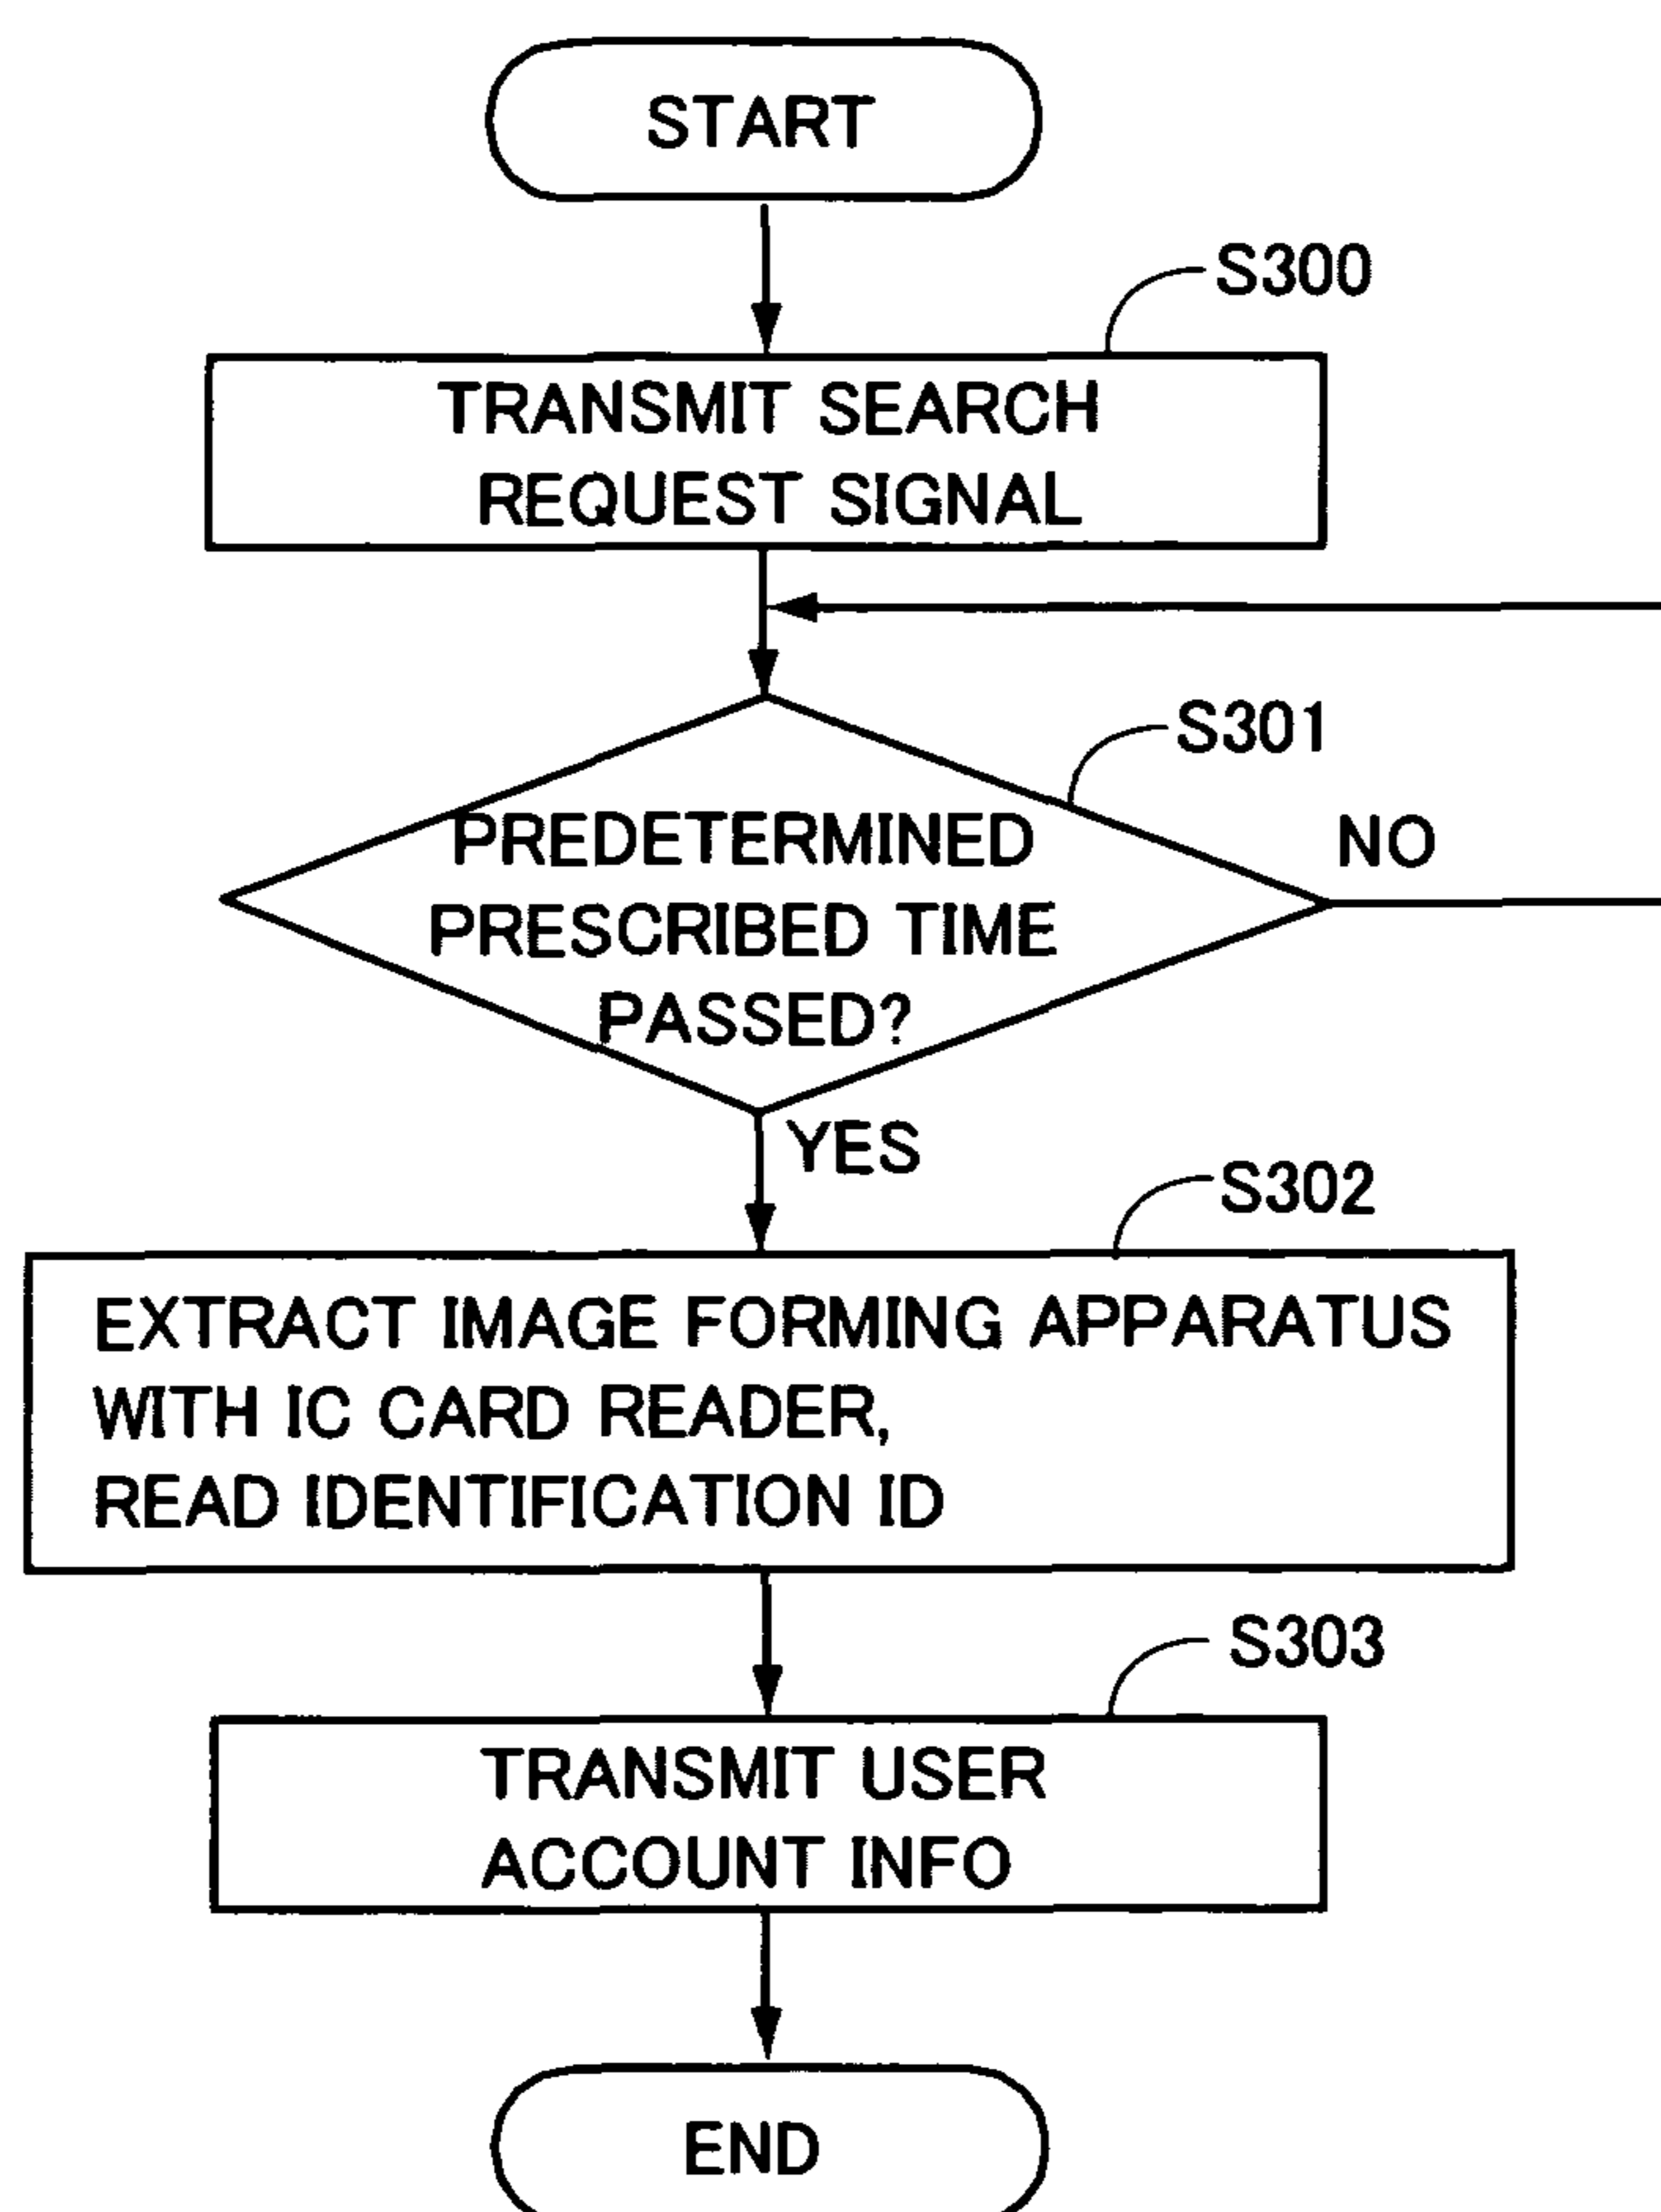 START
S300
TRANSMIT SEARCH
REQUEST SIGNAL
S301
PREDETERMINED
PRESCRIBED TIME
PASSED?
NO
YES
S302
EXTRACT IMAGE FORMING APPARATUS
WITH IC CARD READER,
READ IDENTIFICATION ID
S303
TRANSMIT USER
ACCOUNT INFO
END